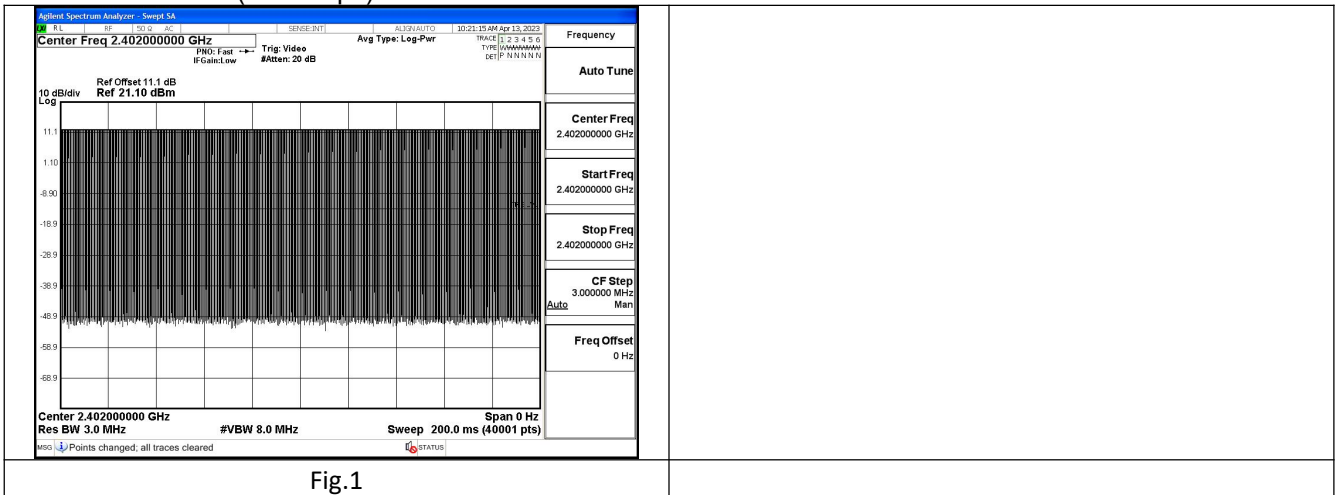 Agilent Spectrum Analyzer - Swept SA
RL RF 50 Ω AC SENSE:INT ALIGNAUTO 10:21:15 AM Apr 13, 2023
Center Freq 2.402000000 GHz
PNO: Fast Trig: Video Avg Type: Log-Pwr TRACE 1 2 3 4 5 6
IFGain:Low #Atten: 20 dB TYPE
DET P N N N N N
Ref Offset 11.1 dB
10 dB/div Ref 21.10 dBm
Log
11.1
1.10
-8.90
-18.9
-28.9
-38.9
-48.9
-58.9
-68.9
Center 2.402000000 GHz Span 0 Hz
Res BW 3.0 MHz #VBW 8.0 MHz Sweep 200.0 ms (40001 pts)
MSG Points changed; all traces cleared STATUS
Frequency
Auto Tune
Center Freq
2.402000000 GHz
Start Freq
2.402000000 GHz
Stop Freq
2.402000000 GHz
CF Step
3.000000 MHz
Auto Man
Freq Offset
0 Hz
Fig.1